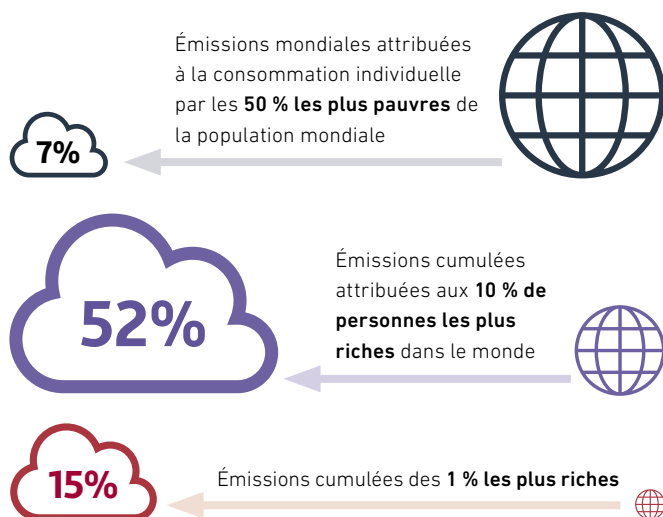 Émissions mondiales attribuées
à la consommation individuelle
par les 50 % les plus pauvres de
la population mondiale
7%
52%
Émissions cumulées
attribuées aux 10 % de
personnes les plus
riches dans le monde
15%
Émissions cumulées des 1 % les plus riches